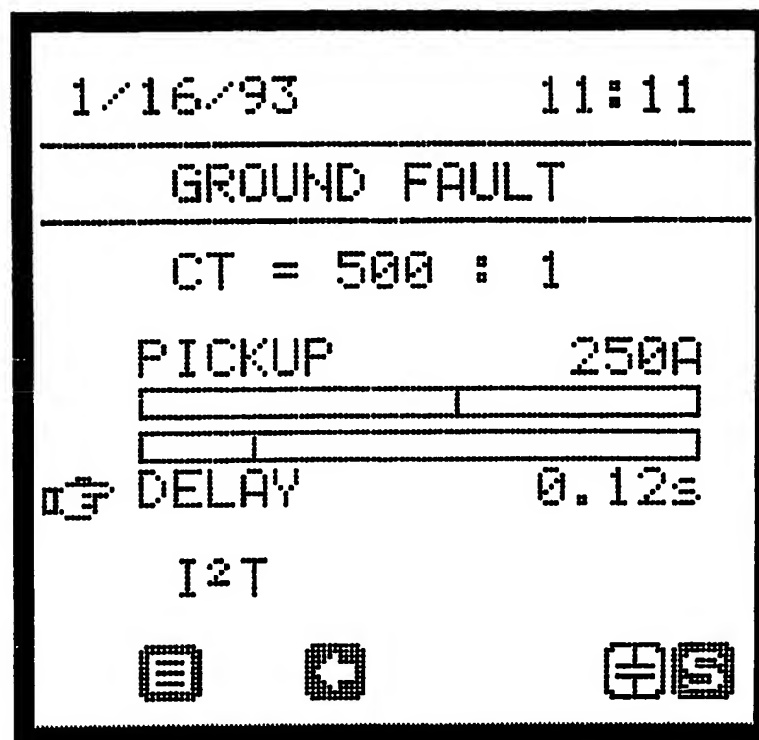 1/16/93 11:11
GROUND FAULT
CT = 500 : 1
PICKUP 250A
DELAY 0.12s
I²T
S